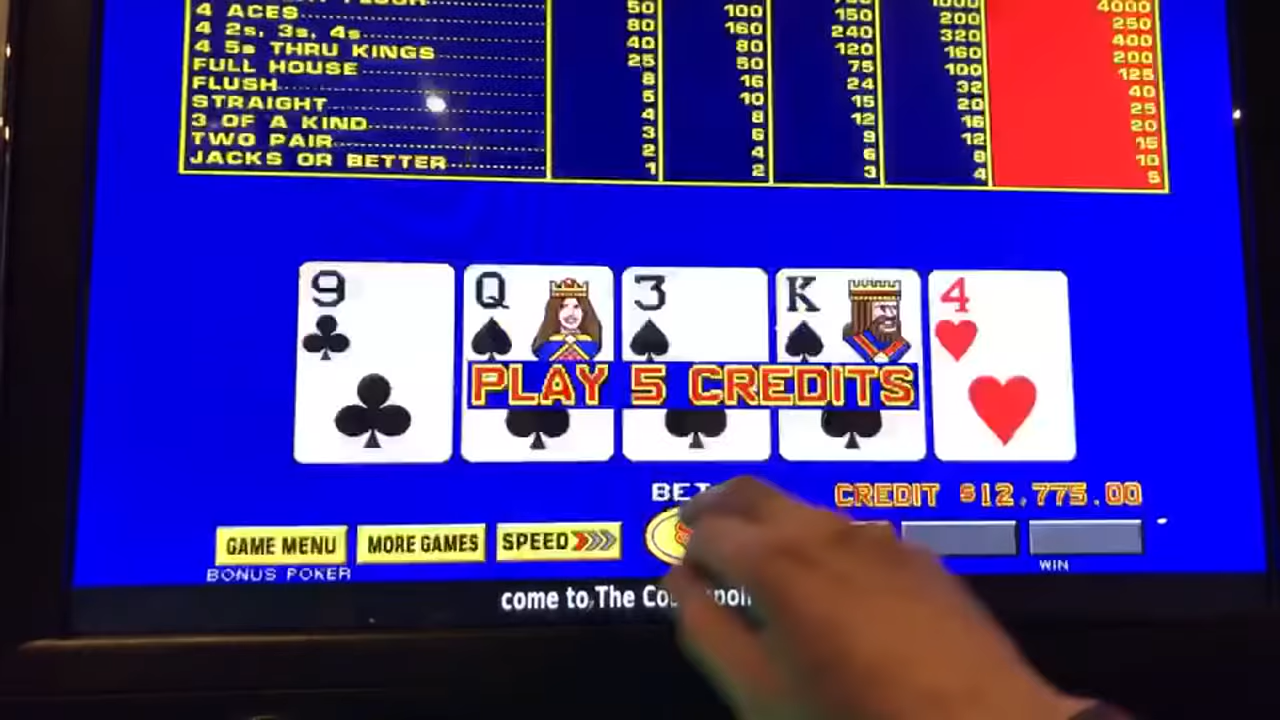 50 100 4000
4 ACES 80 150 200 250
4 2s, 3s, 4s 40 160 240 320 400
4 5s THRU KINGS 25 80 120 160 200
FULL HOUSE 8 50 75 100 125
FLUSH 5 16 24 32 40
STRAIGHT 4 10 15 20 25
3 OF A KIND 3 8 12 16 20
TWO PAIR 2 6 9 12 15
JACKS OR BETTER 1 4 6 8 10
2 3 4 5
9 Q 3 K 4
PLAY 5 CREDITS
CREDIT $12,775.00
GAME MENU MORE GAMES SPEED
BONUS POKER WIN
come to The